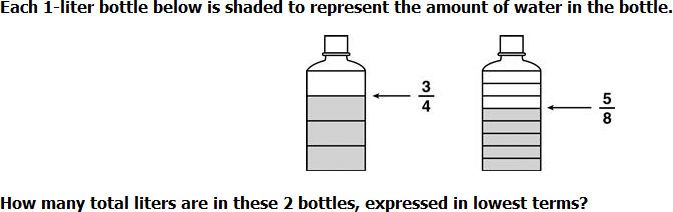 Each 1-liter bottle below is shaded to represent the amount of water in the bottle.
3
4
5
8
How many total liters are in these 2 bottles, expressed in lowest terms?